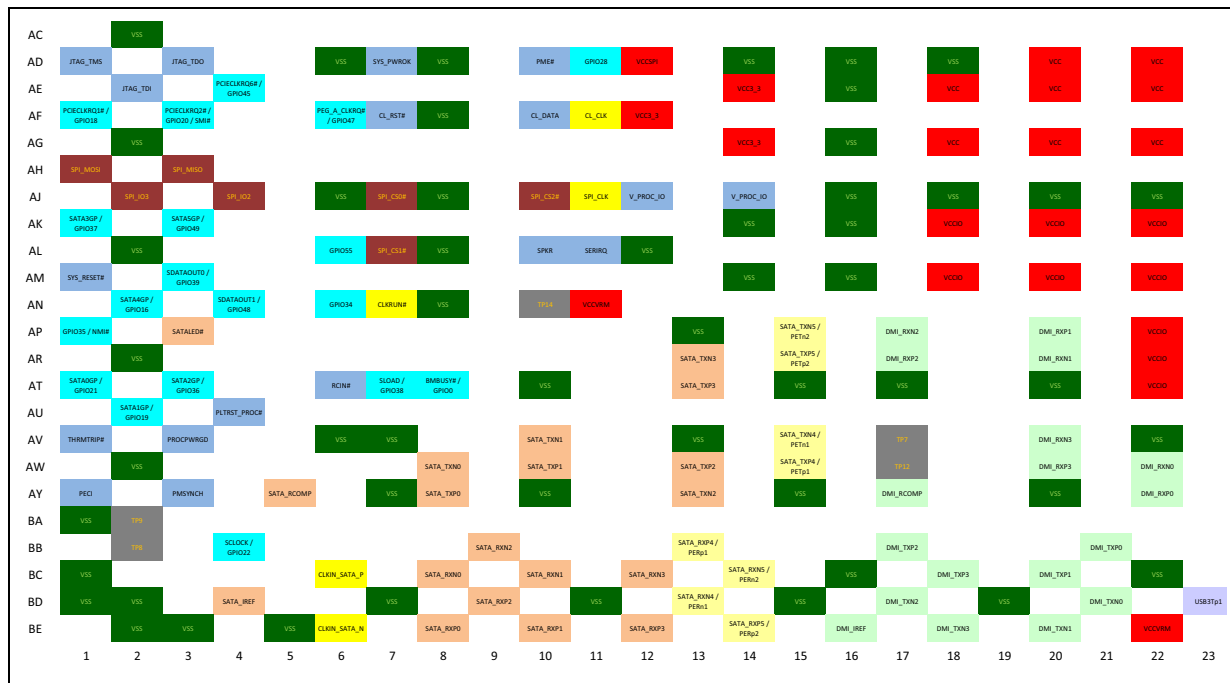 AC VSS
AD JTAG_TMS JTAG_TDO VSS SYS_PWROK VSS PME# GPIO28 VCCSPI VSS VSS VSS VCC VCC
AE JTAG_TDI PCIECLKRQ6# / GPIO45 VCC3_3 VSS VCC VCC VCC
AF PCIECLKRQ1# / GPIO18 PCIECLKRQ2# / GPIO20 / SMI# PEG_A_CLKRQ# / GPIO47 CL_RST# VSS CL_DATA CL_CLK VCC3_3
AG VSS VCC3_3 VSS VCC VCC VCC
AH SPI_MOSI SPI_MISO
AJ SPI_IO3 SPI_IO2 VSS SPI_CS0# VSS SPI_CS2# SPI_CLK V_PROC_IO V_PROC_IO VSS VSS VSS VSS
AK SATA3GP / GPIO37 SATA5GP / GPIO49 VSS VSS VCCIO VCCIO VCCIO
AL VSS GPIO55 SPI_CS1# VSS SPKR SERIRQ VSS
AM SYS_RESET# SDATAOUT0 / GPIO39 VSS VSS VCCIO VCCIO VCCIO
AN SATA4GP / GPIO16 SDATAOUT1 / GPIO48 GPIO34 CLKRUN# VSS TP14 VCCVRM
AP GPIO35 / NMI# SATALED# VSS SATA_TXN5 / PETn2 DMI_RXN2 DMI_RXP1 VCCIO
AR VSS SATA_TXN3 SATA_TXP5 / PETp2 DMI_RXP2 DMI_RXN1 VCCIO
AT SATA0GP / GPIO21 SATA2GP / GPIO36 RCIN# SLOAD / GPIO38 BMBUSY# / GPIO0 VSS SATA_TXP3 VSS VSS VSS VCCIO
AU SATA1GP / GPIO19 PLTRST_PROC#
AV THRMTRIP# PROCPWRGD VSS VSS SATA_TXN1 VSS SATA_TXN4 / PETn1 TP7 DMI_RXN3 VSS
AW VSS SATA_TXN0 SATA_TXP1 SATA_TXP2 SATA_TXP4 / PETp1 TP12 DMI_RXP3 DMI_RXN0
AY PECI PMSYNCH SATA_RCOMP VSS SATA_TXP0 VSS SATA_TXN2 VSS DMI_RCOMP VSS DMI_RXP0
BA VSS TP9
BB TP8 SCLOCK / GPIO22 SATA_RXN2 SATA_RXP4 / PERp1 DMI_TXP2 DMI_TXP0
BC VSS CLKIN_SATA_P SATA_RXN0 SATA_RXN1 SATA_RXN3 SATA_RXN5 / PERn2 VSS DMI_TXP3 DMI_TXP1 VSS
BD VSS VSS SATA_IREF VSS SATA_RXP2 VSS SATA_RXN4 / PERn1 VSS DMI_TXN2 VSS DMI_TXN0 USB3Tp1
BE VSS VSS VSS CLKIN_SATA_N SATA_RXP0 SATA_RXP1 SATA_RXP3 SATA_RXP5 / PERp2 DMI_IREF DMI_TXN3 DMI_TXN1 VCCVRM
1 2 3 4 5 6 7 8 9 10 11 12 13 14 15 16 17 18 19 20 21 22 23